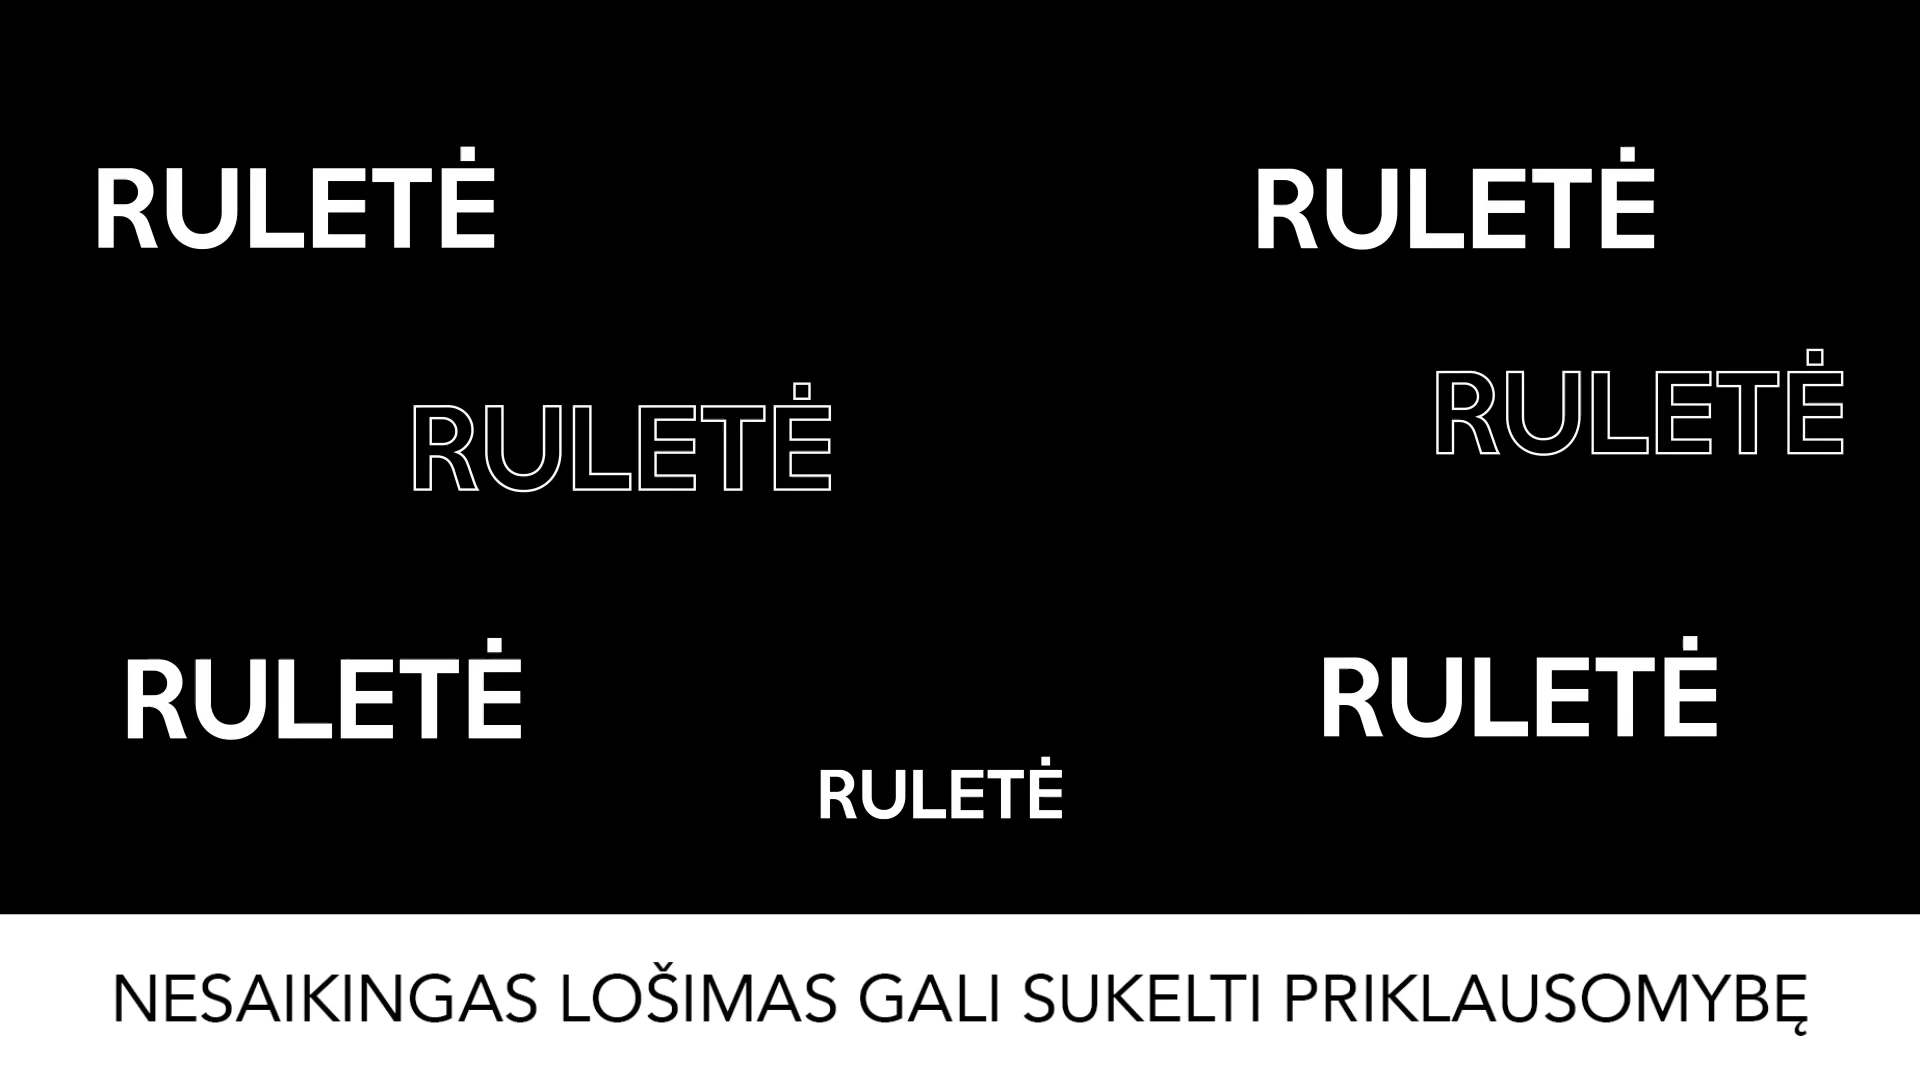 RULETĖ
RULETĖ
RULETĖ
RULETĖ
RULETĖ
RULETĖ
RULETĖ
NESAIKINGAS LOŠIMAS GALI SUKELTI PRIKLAUSOMYBĘ